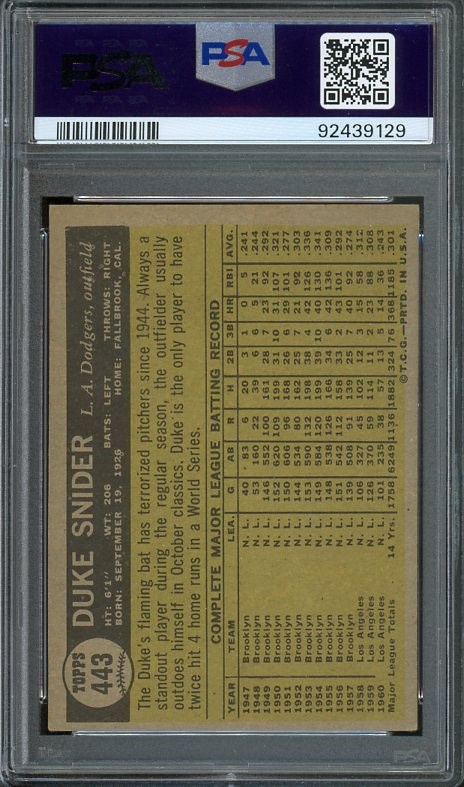 PSA
PSA
92439129
TOPPS
443
DUKE SNIDER L. A. Dodgers, outfield
HT: 6'1" WT: 206 BATS: LEFT THROWS: RIGHT
BORN: SEPTEMBER 19, 1926 HOME: FALLBROOK, CAL.
The Duke's flaming bat has terrorized pitchers since 1944. Always a
standout player during the regular season, the outfielder usually
outdoes himself in October classics. Duke is the only player to have
twice hit 4 home runs in a World Series.
COMPLETE MAJOR LEAGUE BATTING RECORD
YEAR TEAM LEA. G AB R H 2B 3B HR RBI AVG.
1947 Brooklyn N. L. 40 83 6 20 3 1 0 5 .241
1948 Brooklyn N. L. 53 160 22 39 6 6 5 21 .244
1949 Brooklyn N. L. 146 552 100 161 28 7 23 92 .292
1950 Brooklyn N. L. 152 620 109 199 31 10 31 107 .321
1951 Brooklyn N. L. 150 606 96 168 26 6 29 101 .277
1952 Brooklyn N. L. 144 534 80 162 25 7 21 92 .303
1953 Brooklyn N. L. 153 590 132 198 38 4 42 126 .336
1954 Brooklyn N. L. 149 584 120 199 39 10 40 130 .341
1955 Brooklyn N. L. 148 538 126 166 34 6 42 136 .309
1956 Brooklyn N. L. 151 542 112 158 33 2 43 101 .292
1957 Brooklyn N. L. 139 508 91 139 25 7 40 92 .274
1958 Los Angeles N. L. 106 327 45 102 12 3 15 58 .312
1959 Los Angeles N. L. 126 370 59 114 11 2 23 88 .308
1960 Los Angeles N. L. 101 235 38 57 13 5 14 36 .243
Major League Totals 14 Yrs. 1758 6249 1136 1882 324 76 368 1185 .301
©T.C.G.—PRTD. IN U.S.A.
PSA